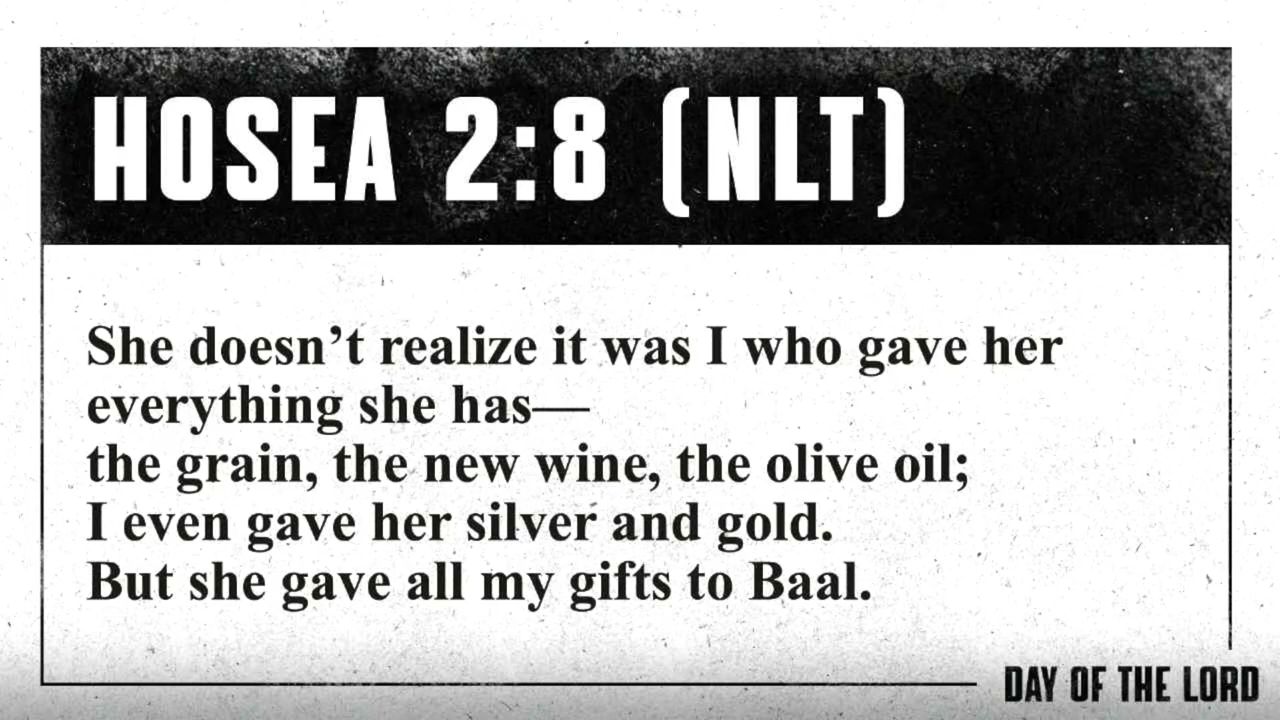 HOSEA 2:8 (NLT)
She doesn’t realize it was I who gave her
everything she has—
the grain, the new wine, the olive oil;
I even gave her silver and gold.
But she gave all my gifts to Baal.
DAY OF THE LORD